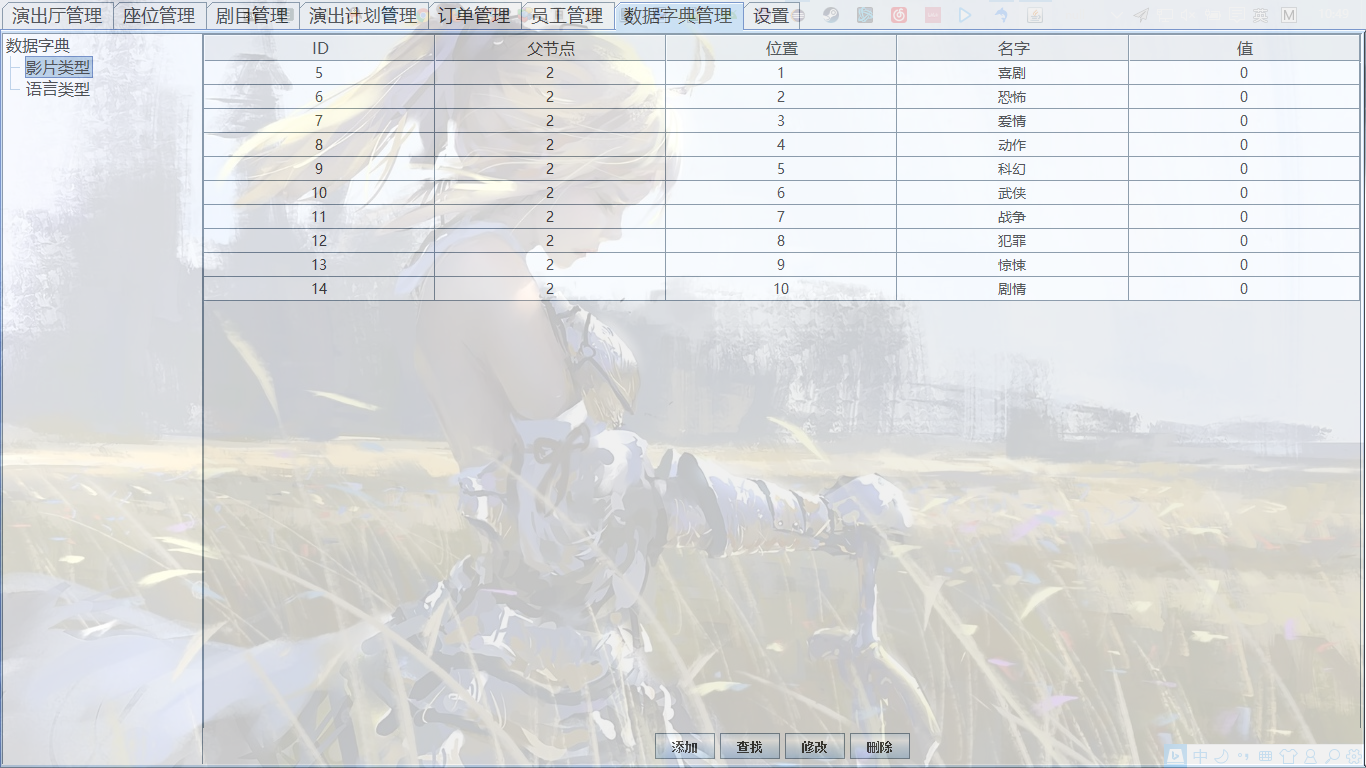 演出厅管理 座位管理 剧目管理 演出计划管理 订单管理 员工管理 数据字典管理 设置
数据字典
影片类型
语言类型
ID 父节点 位置 名字 值
5 2 1 喜剧 0
6 2 2 恐怖 0
7 2 3 爱情 0
8 2 4 动作 0
9 2 5 科幻 0
10 2 6 武侠 0
11 2 7 战争 0
12 2 8 犯罪 0
13 2 9 惊悚 0
14 2 10 剧情 0
添加 查找 修改 删除
英 M
中